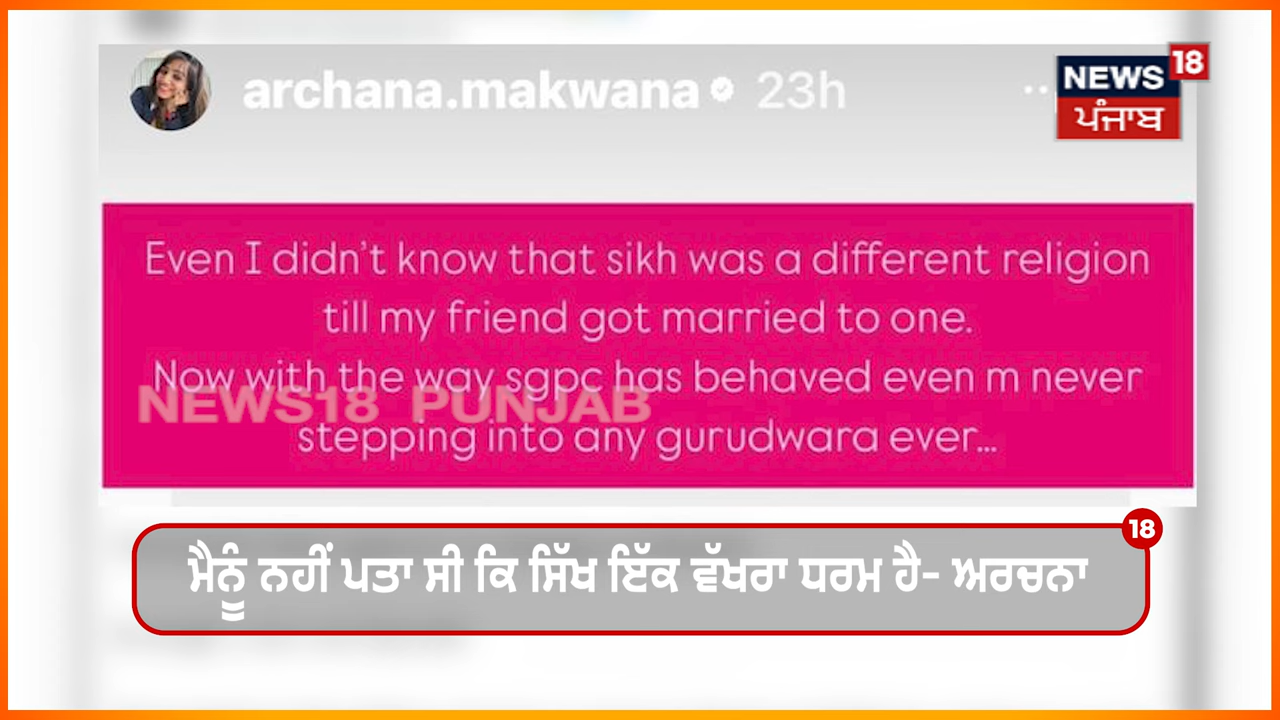 archana.makwana 23h
NEWS 18
ਪੰਜਾਬ
Even I didn't know that sikh was a different religion
till my friend got married to one.
Now with the way sgpc has behaved even m never
NEWS18 PUNJAB
stepping into any gurudwara ever...
18
ਮੈਨੂੰ ਨਹੀਂ ਪਤਾ ਸੀ ਕਿ ਸਿੱਖ ਇੱਕ ਵੱਖਰਾ ਧਰਮ ਹੈ- ਅਰਚਨਾ